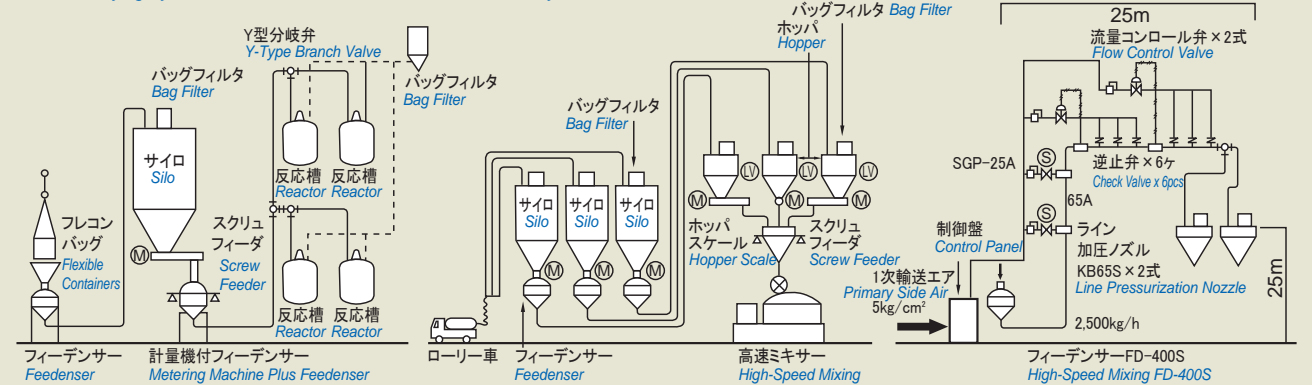 バッグフィルタ
Bag Filter
サイロ
Silo
フレコン
バッグ
Flexible
Containers
M
フィーデンサー
Feedenser
Y型分岐弁
Y-Type Branch Valve
バッグフィルタ
Bag Filter
反応槽
Reactor
反応槽
Reactor
スクリュ
フィーダ
Screw
Feeder
反応槽
Reactor
反応槽
Reactor
計量機付フィーデンサー
Metering Machine Plus Feedenser
バッグフィルタ
Bag Filter
サイロ
Silo
サイロ
Silo
サイロ
Silo
M
M
M
ローリー車
フィーデンサー
Feedenser
バッグフィルタ Bag Filter
ホッパ
Hopper
LV
LV
LV
M
M
M
ホッパ
スケール
Hopper Scale
スクリュ
フィーダ
Screw Feeder
高速ミキサー
High-Speed Mixing
25m
流量コンロール弁×2式
Flow Control Valve
SGP-25A
S
逆止弁×6ヶ
Check Valve x 6pcs
65A
S
ライン
加圧ノズル
KB65S×2式
Line Pressurization Nozzle
制御盤
Control Panel
1次輸送エア
Primary Side Air
5kg/cm²
2,500kg/h
25m
フィーデンサーFD-400S
High-Speed Mixing FD-400S